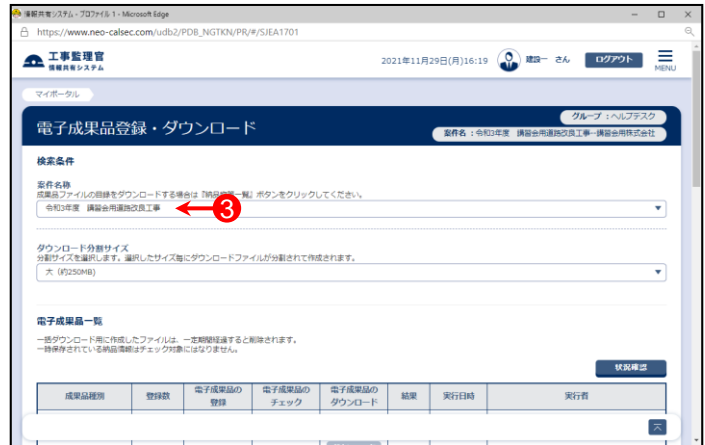 情報共有システム - プロファイル 1 - Microsoft Edge
https://www.neo-calsec.com/udb2/PDB_NGTKN/PR/#/SJEA1701
工事監理官
情報共有システム
2021年11月29日(月)16:19
建設一 さん
ログアウト
MENU
マイポータル
電子成果品登録・ダウンロード
グループ:ヘルプデスク
案件名:令和3年度 講習会用道路改良工事─講習会用株式会社
検索条件
案件名称
成果品ファイルの目録をダウンロードする場合は『納品 一覧』ボタンをクリックしてください。
令和3年度 講習会用道路改良工事
3
ダウンロード分割サイズ
分割サイズを選択します。選択したサイズ毎にダウンロードファイルが分割されて作成されます。
大(約250MB)
電子成果品一覧
一括ダウンロード用に作成したファイルは、一定期間経過すると削除されます。
一時保存されている納品情報はチェック対象にはなりません。
状況確認
成果品種別 登録数 電子成果品の登録 電子成果品のチェック 電子成果品のダウンロード 結果 実行日時 実行者